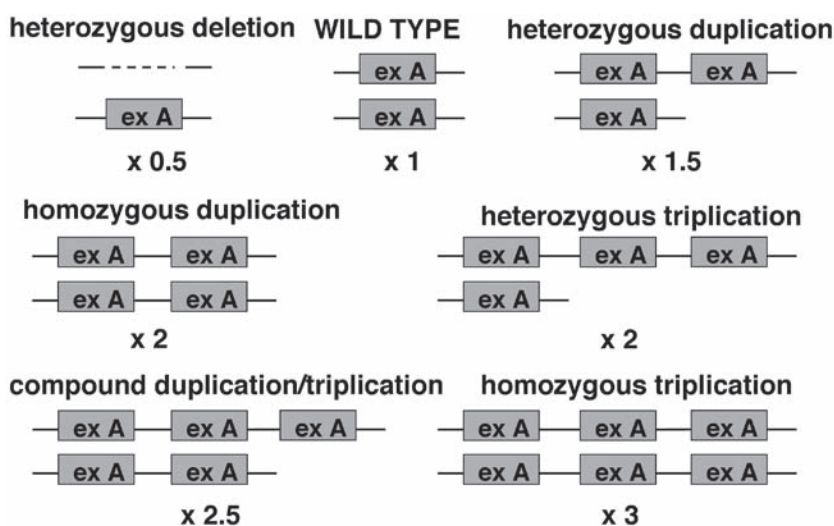 heterozygous deletion WILD TYPE heterozygous duplication
ex A ex A ex A
ex A ex A ex A
x 0.5 x 1 x 1.5
homozygous duplication heterozygous triplication
ex A ex A ex A ex A ex A
ex A ex A ex A
x 2 x 2
compound duplication/triplication homozygous triplication
ex A ex A ex A ex A ex A ex A
ex A ex A ex A ex A ex A
x 2.5 x 3